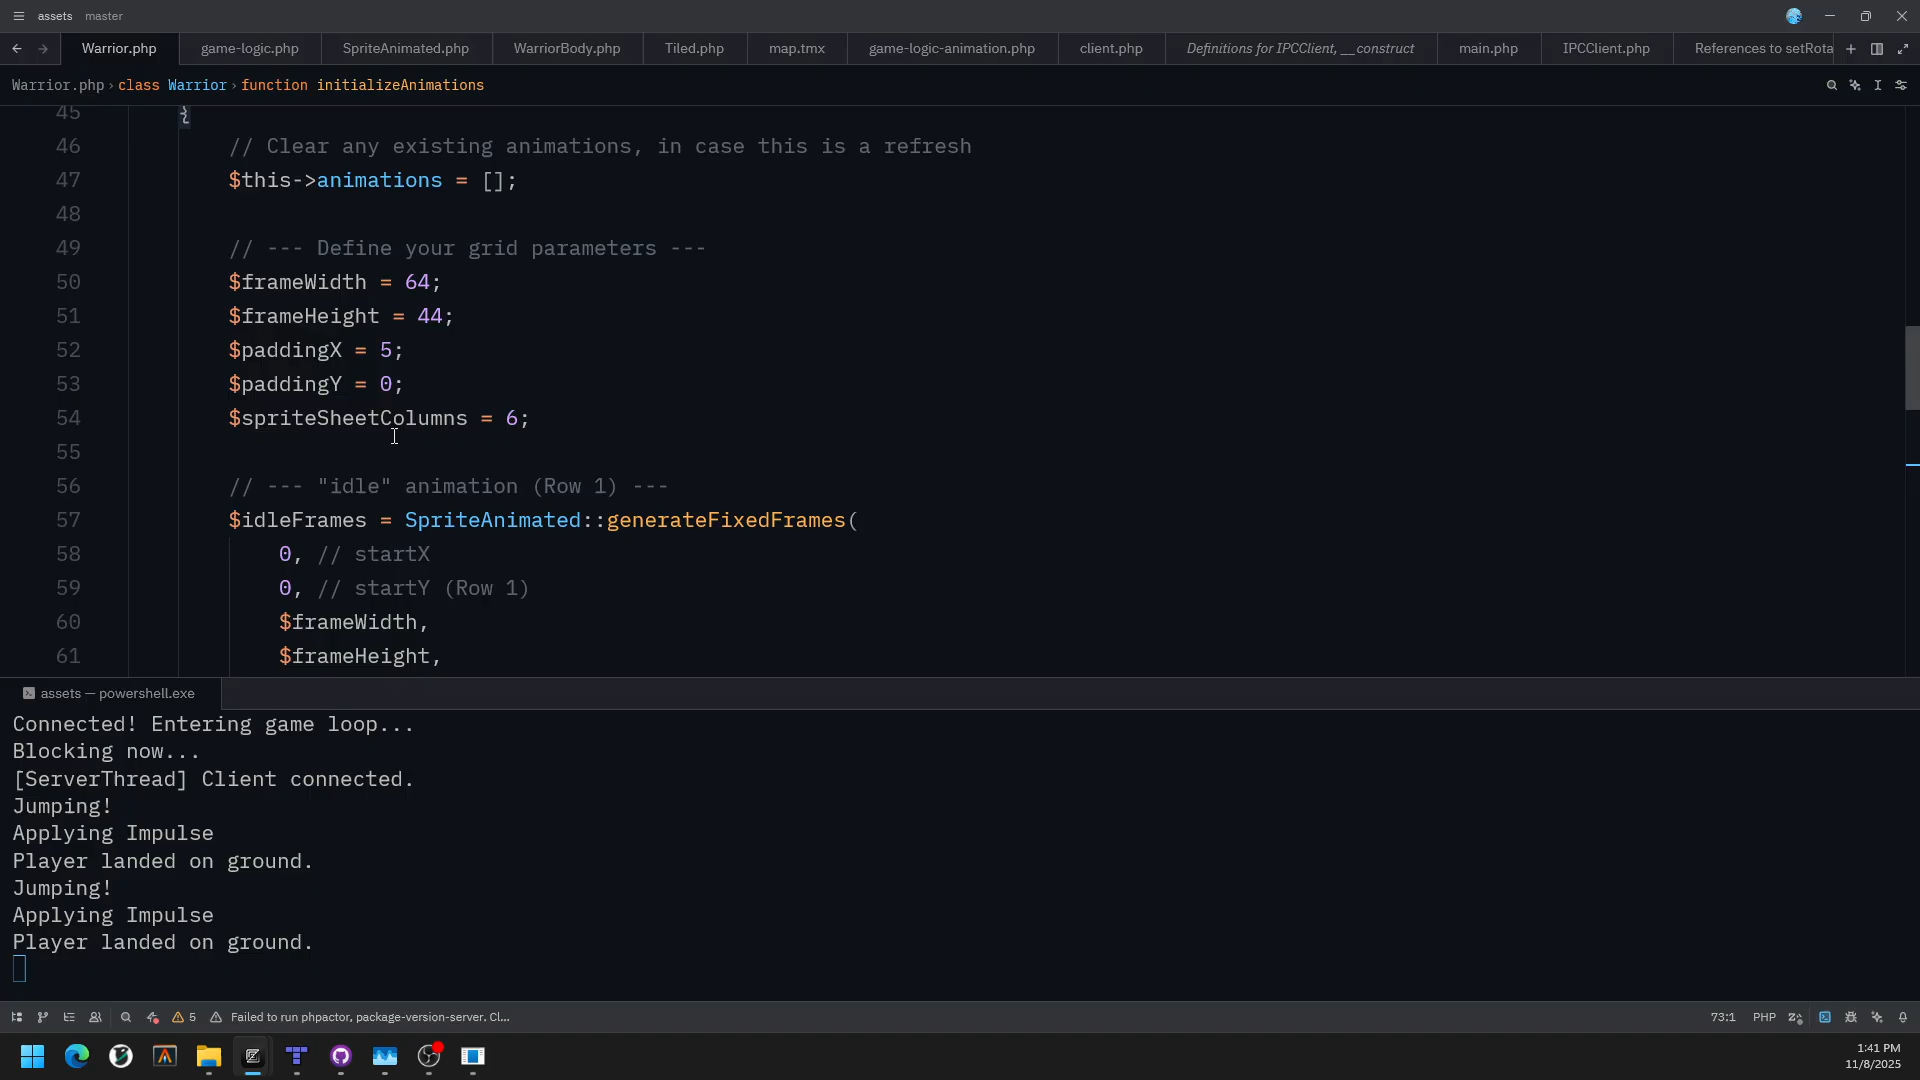 assets master
Warrior.php game-logic.php SpriteAnimated.php WarriorBody.php Tiled.php map.tmx game-logic-animation.php client.php Definitions for IPCClient, __construct main.php IPCClient.php References to setRota
Warrior.php › class Warrior › function initializeAnimations
45 {
46 // Clear any existing animations, in case this is a refresh
47 $this->animations = [];
48
49 // --- Define your grid parameters ---
50 $frameWidth = 64;
51 $frameHeight = 44;
52 $paddingX = 5;
53 $paddingY = 0;
54 $spriteSheetColumns = 6;
55
56 // --- "idle" animation (Row 1) ---
57 $idleFrames = SpriteAnimated::generateFixedFrames(
58 0, // startX
59 0, // startY (Row 1)
60 $frameWidth,
61 $frameHeight,
assets — powershell.exe
Connected! Entering game loop...
Blocking now...
[ServerThread] Client connected.
Jumping!
Applying Impulse
Player landed on ground.
Jumping!
Applying Impulse
Player landed on ground.
5 Failed to run phpactor, package-version-server. Cl... 73:1 PHP
1:41 PM
11/8/2025